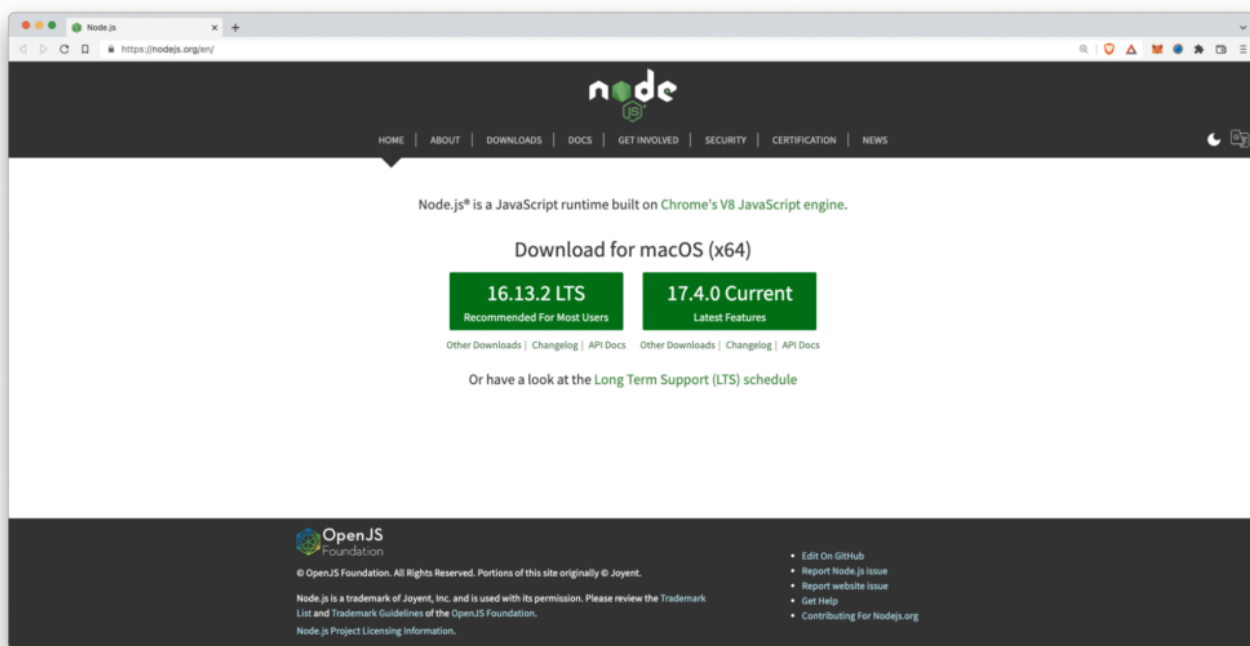 Node.js
https://nodejs.org/en/
node
JS
HOME | ABOUT | DOWNLOADS | DOCS | GET INVOLVED | SECURITY | CERTIFICATION | NEWS
Node.js® is a JavaScript runtime built on Chrome's V8 JavaScript engine.
Download for macOS (x64)
16.13.2 LTS
Recommended For Most Users
17.4.0 Current
Latest Features
Other Downloads | Changelog | API Docs
Other Downloads | Changelog | API Docs
Or have a look at the Long Term Support (LTS) schedule
OpenJS
Foundation
© OpenJS Foundation. All Rights Reserved. Portions of this site originally © Joyent.
Node.js is a trademark of Joyent, Inc. and is used with its permission. Please review the Trademark
List and Trademark Guidelines of the OpenJS Foundation.
Node.js Project Licensing Information.
• Edit On GitHub
• Report Node.js issue
• Report website issue
• Get Help
• Contributing For Nodejs.org